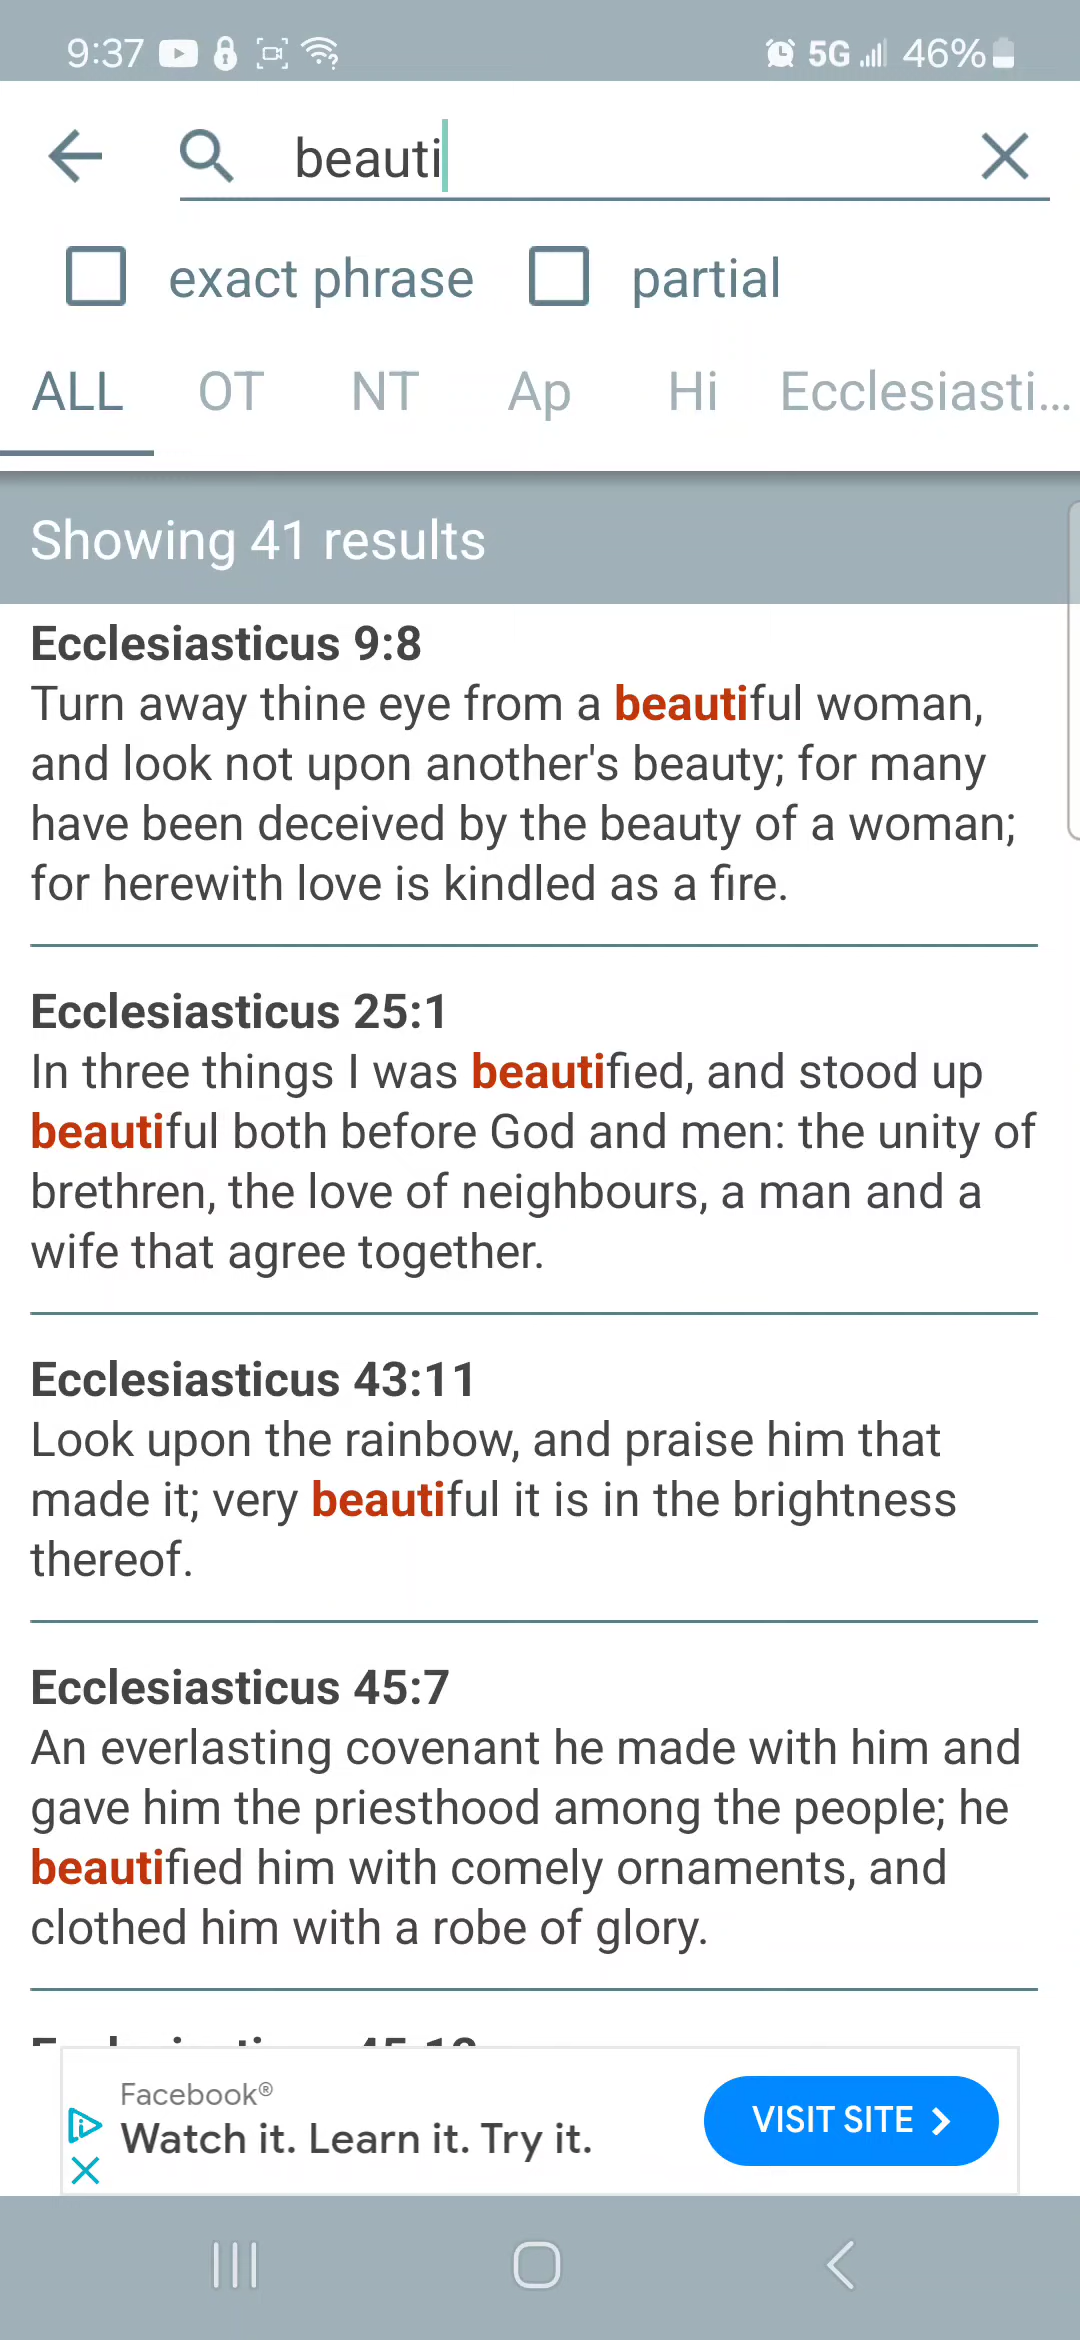 9:37
5G 46%
beauti
exact phrase partial
ALL OT NT Ap Hi Ecclesiasti...
Showing 41 results
Ecclesiasticus 9:8
Turn away thine eye from a beautiful woman,
and look not upon another's beauty; for many
have been deceived by the beauty of a woman;
for herewith love is kindled as a fire.
Ecclesiasticus 25:1
In three things I was beautified, and stood up
beautiful both before God and men: the unity of
brethren, the love of neighbours, a man and a
wife that agree together.
Ecclesiasticus 43:11
Look upon the rainbow, and praise him that
made it; very beautiful it is in the brightness
thereof.
Ecclesiasticus 45:7
An everlasting covenant he made with him and
gave him the priesthood among the people; he
beautified him with comely ornaments, and
clothed him with a robe of glory.
Facebook®
Watch it. Learn it. Try it.
VISIT SITE